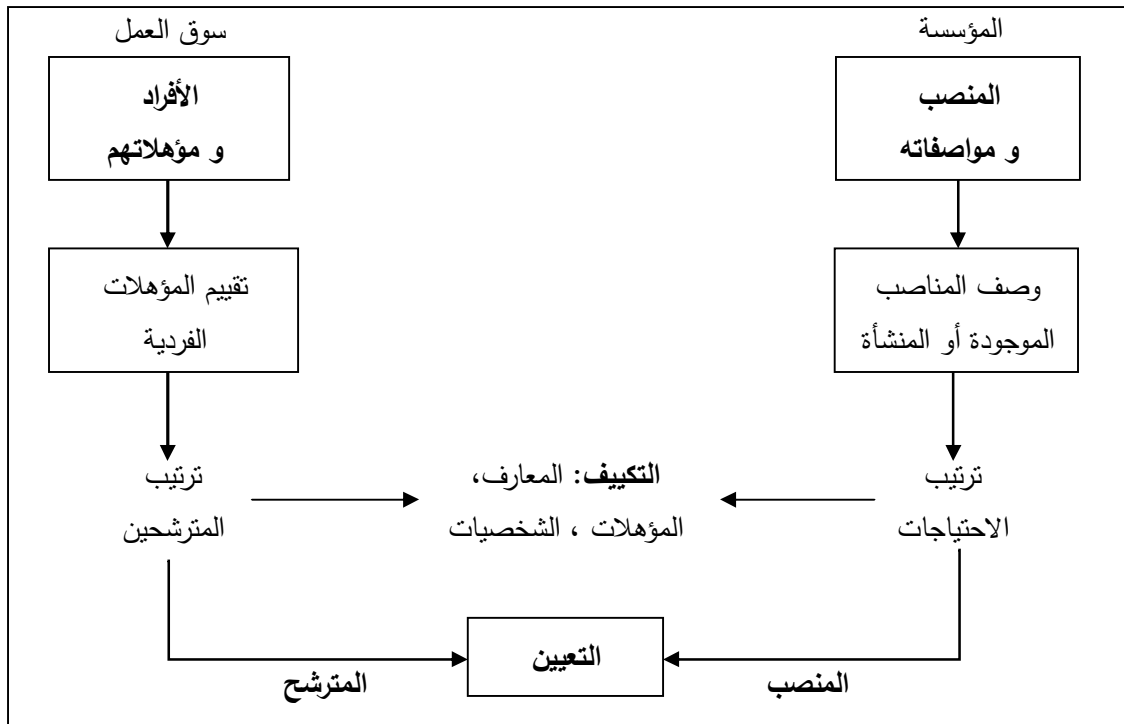 المؤسسة
سوق العمل
المنصب
و مواصفاته
الأفراد
و مؤهلاتهم
وصف المناصب
الموجودة أو المنشأة
تقييم المؤهلات
الفردية
ترتيب
الاحتياجات
التكييف: المعارف،
المؤهلات ، الشخصيات
ترتيب
المترشحين
التعيين
المنصب
المترشح